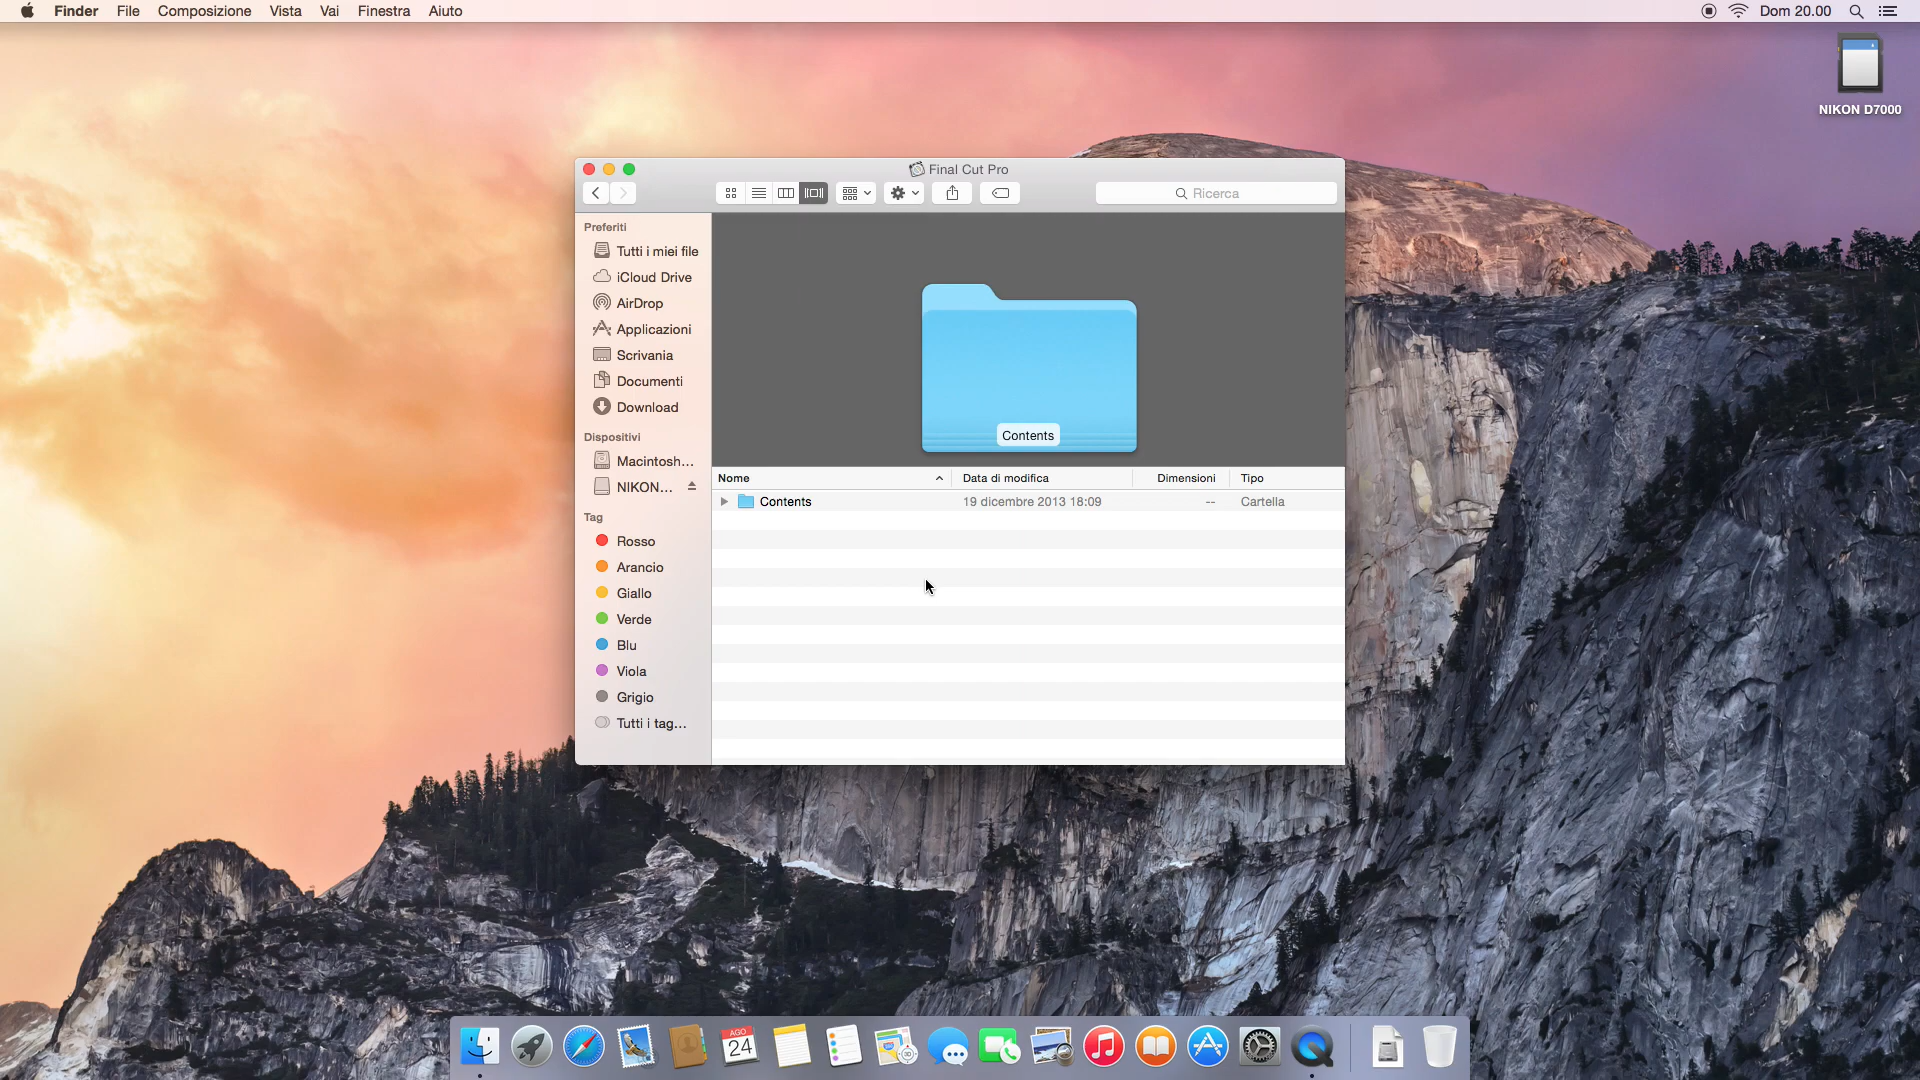 Finder File Composizione Vista Vai Finestra Aiuto Dom 20.00
NIKON D7000
Final Cut Pro
Ricerca
Preferiti
Tutti i miei file
iCloud Drive
AirDrop
Applicazioni
Scrivania
Documenti
Download
Dispositivi
Macintosh...
NIKON...
Tag
Rosso
Arancio
Giallo
Verde
Blu
Viola
Grigio
Tutti i tag...
Contents
Nome Data di modifica Dimensioni Tipo
Contents 19 dicembre 2013 18:09 -- Cartella
AGO
24